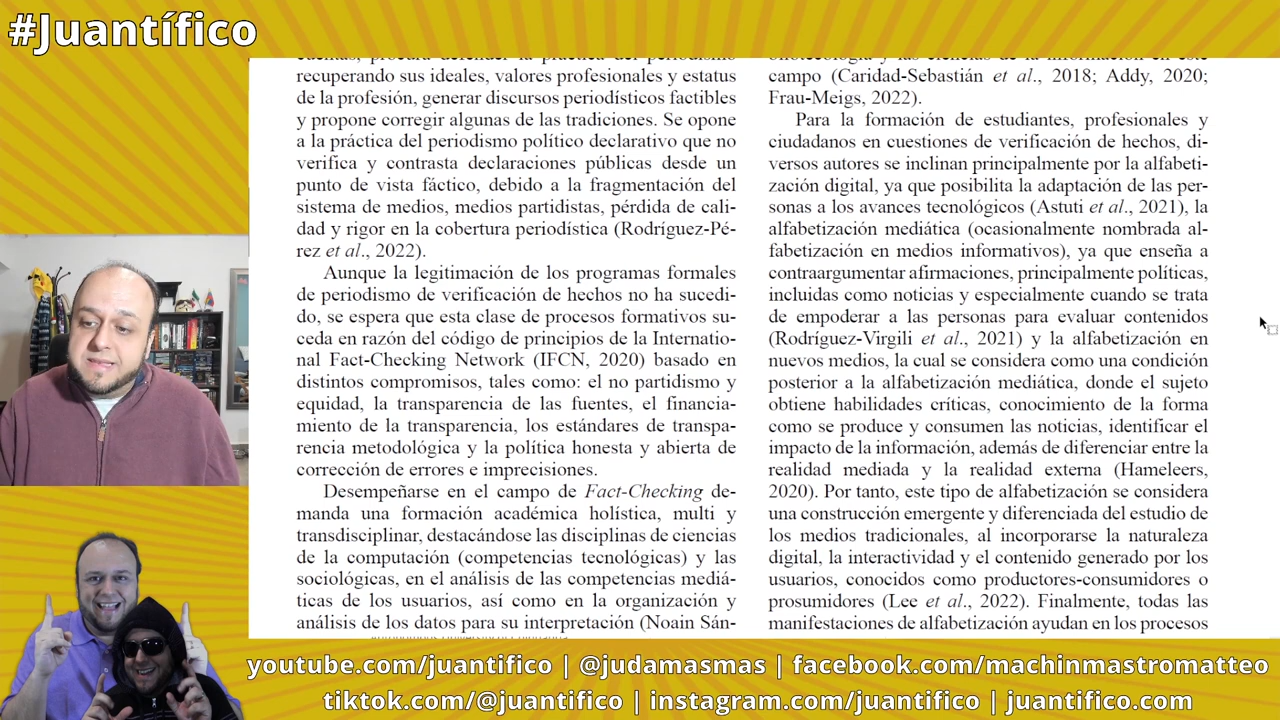 #Juantífico
recuperando sus ideales, valores profesionales y estatus
de la profesión, generar discursos periodísticos factibles
y propone corregir algunas de las tradiciones. Se opone
a la práctica del periodismo político declarativo que no
verifica y contrasta declaraciones públicas desde un
punto de vista fáctico, debido a la fragmentación del
sistema de medios, medios partidistas, pérdida de cali-
dad y rigor en la cobertura periodística (Rodríguez-Pé-
rez et al., 2022).
Aunque la legitimación de los programas formales
de periodismo de verificación de hechos no ha sucedi-
do, se espera que esta clase de procesos formativos su-
ceda en razón del código de principios de la Internatio-
nal Fact-Checking Network (IFCN, 2020) basado en
distintos compromisos, tales como: el no partidismo y
equidad, la transparencia de las fuentes, el financia-
miento de la transparencia, los estándares de transpa-
rencia metodológica y la política honesta y abierta de
corrección de errores e imprecisiones.
Desempeñarse en el campo de Fact-Checking de-
manda una formación académica holística, multi y
transdisciplinar, destacándose las disciplinas de ciencias
de la computación (competencias tecnológicas) y las
sociológicas, en el análisis de las competencias mediá-
ticas de los usuarios, así como en la organización y
análisis de los datos para su interpretación (Noain Sán-
campo (Caridad-Sebastián et al., 2018; Addy, 2020;
Frau-Meigs, 2022).
Para la formación de estudiantes, profesionales y
ciudadanos en cuestiones de verificación de hechos, di-
versos autores se inclinan principalmente por la alfabeti-
zación digital, ya que posibilita la adaptación de las per-
sonas a los avances tecnológicos (Astuti et al., 2021), la
alfabetización mediática (ocasionalmente nombrada al-
fabetización en medios informativos), ya que enseña a
contraargumentar afirmaciones, principalmente políticas,
incluidas como noticias y especialmente cuando se trata
de empoderar a las personas para evaluar contenidos
(Rodríguez-Virgili et al., 2021) y la alfabetización en
nuevos medios, la cual se considera como una condición
posterior a la alfabetización mediática, donde el sujeto
obtiene habilidades críticas, conocimiento de la forma
como se produce y consumen las noticias, identificar el
impacto de la información, además de diferenciar entre la
realidad mediada y la realidad externa (Hameleers,
2020). Por tanto, este tipo de alfabetización se considera
una construcción emergente y diferenciada del estudio de
los medios tradicionales, al incorporarse la naturaleza
digital, la interactividad y el contenido generado por los
usuarios, conocidos como productores-consumidores o
prosumidores (Lee et al., 2022). Finalmente, todas las
manifestaciones de alfabetización ayudan en los procesos
youtube.com/juantifico | @judamasmas | facebook.com/machinmastromatteo
tiktok.com/@juantifico | instagram.com/juantifico | juantifico.com